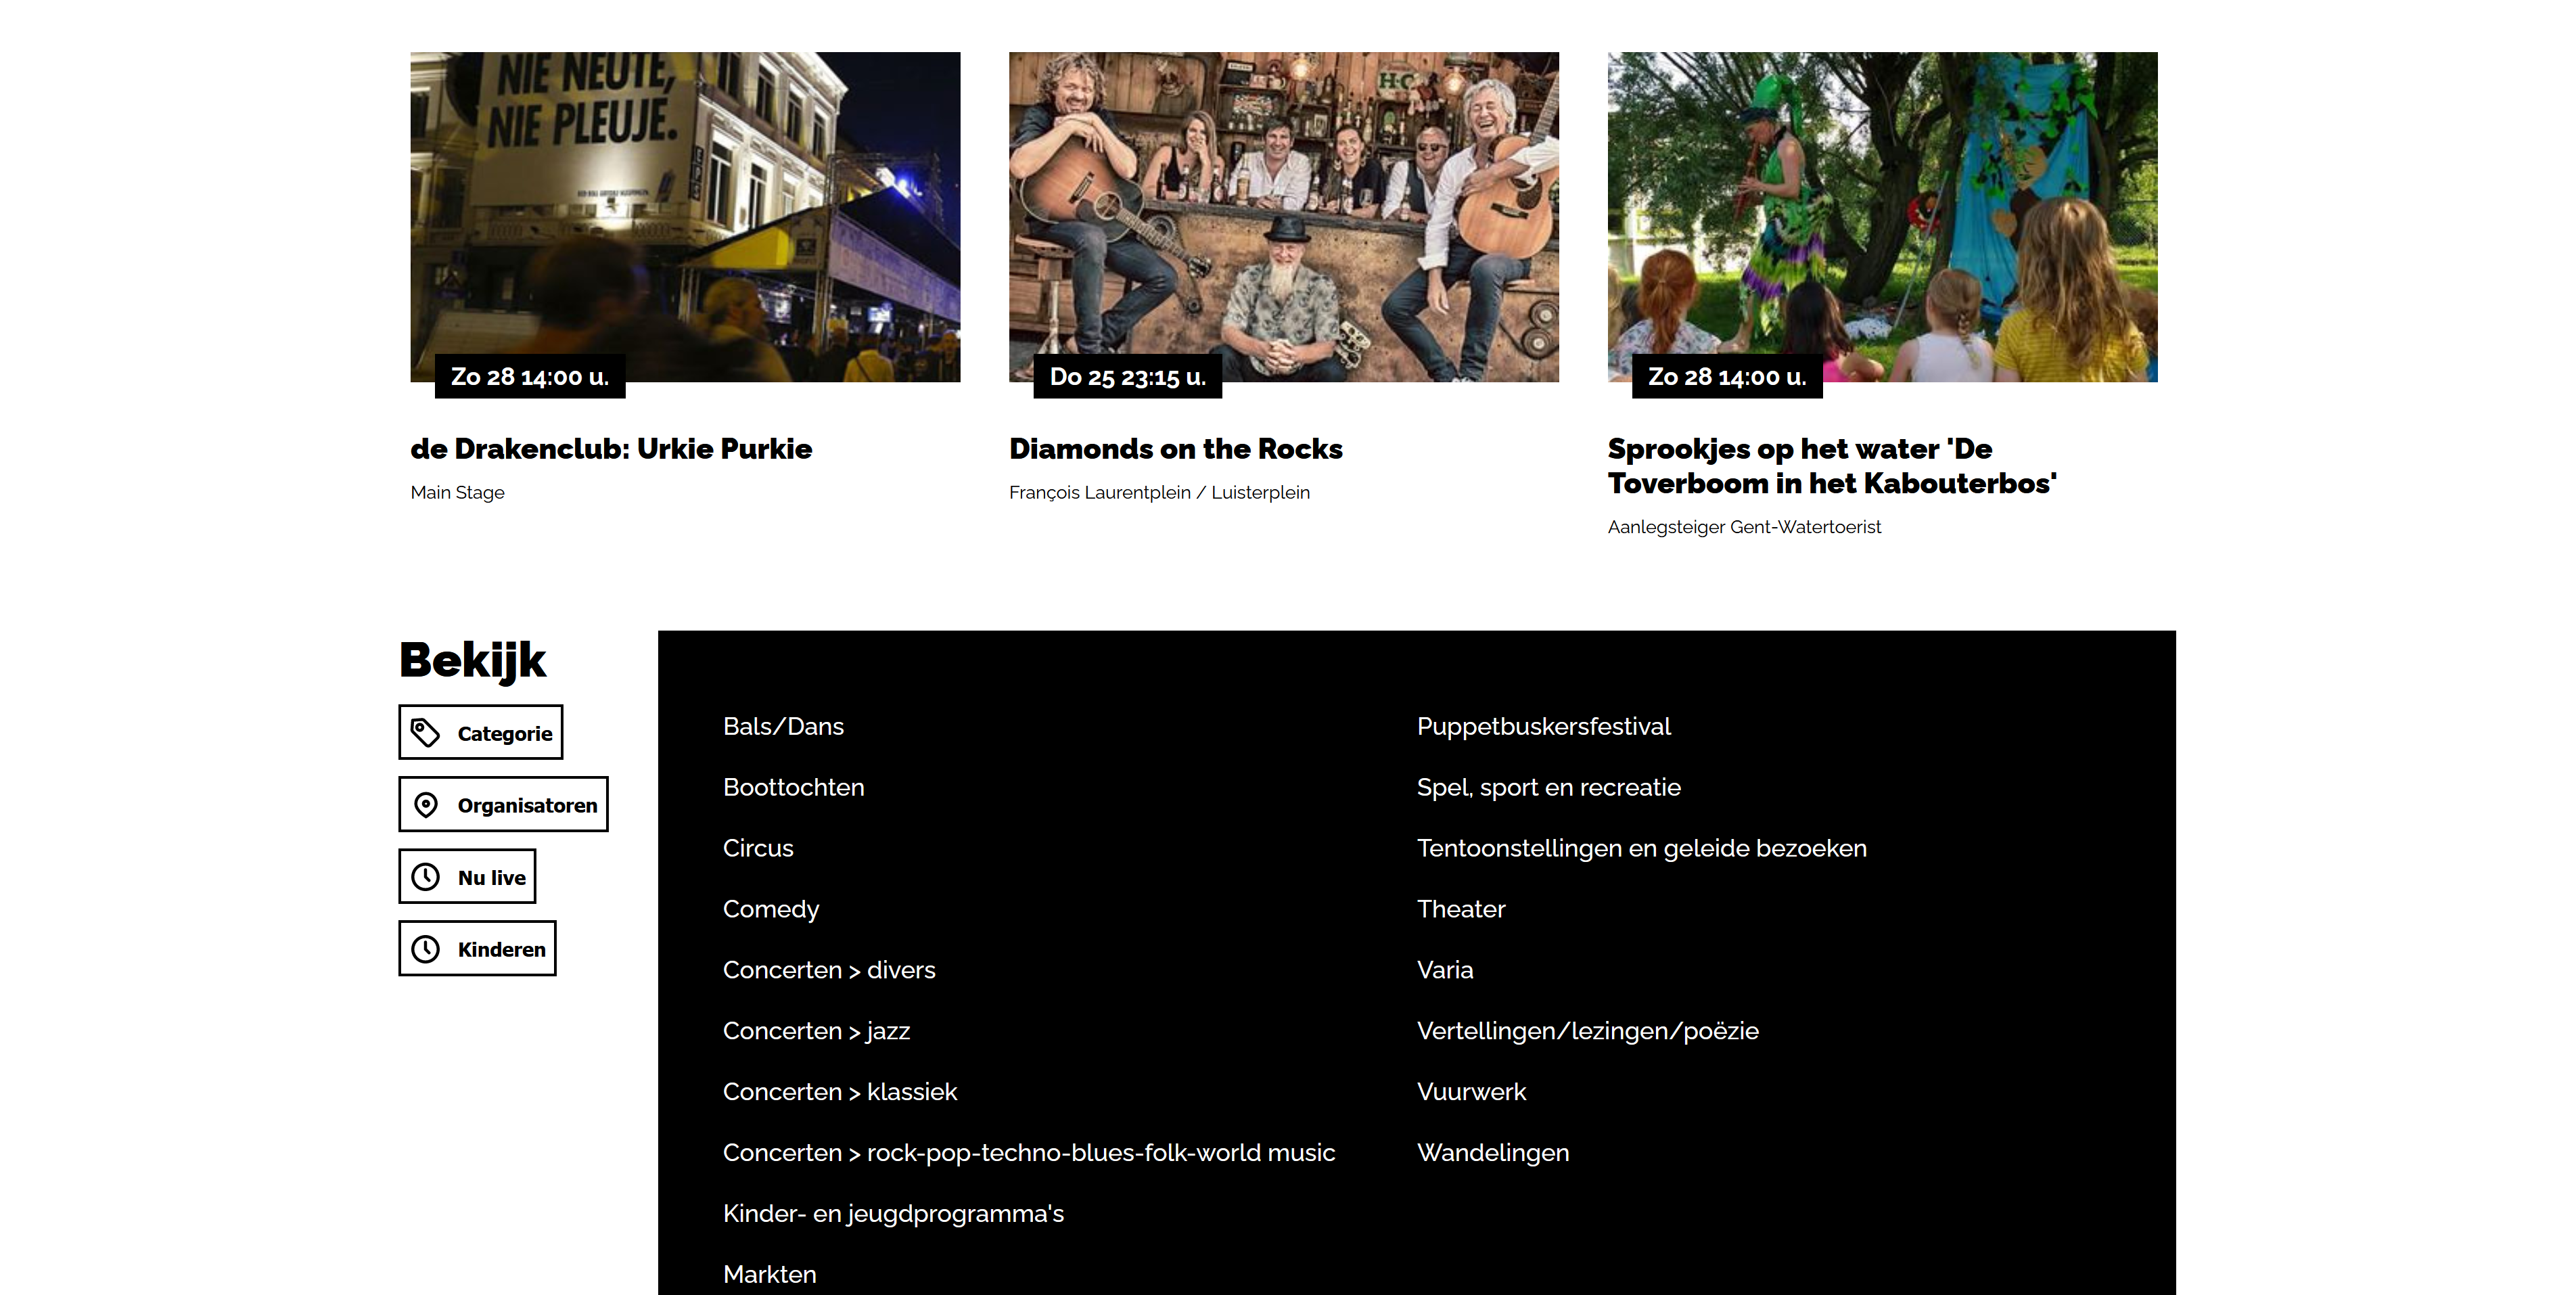 NIE NEUTE,
NIE PLEUJE.
H&C
Zo 28 14:00 u.
Do 25 23:15 u.
Zo 28 14:00 u.
de Drakenclub: Urkie Purkie
Main Stage
Diamonds on the Rocks
François Laurentplein / Luisterplein
Sprookjes op het water 'De
Toverboom in het Kabouterbos'
Aanlegsteiger Gent-Watertoerist
Bekijk
Categorie
Organisatoren
Nu live
Kinderen
Bals/Dans
Boottochten
Circus
Comedy
Concerten > divers
Concerten > jazz
Concerten > klassiek
Concerten > rock-pop-techno-blues-folk-world music
Kinder- en jeugdprogramma's
Markten
Puppetbuskersfestival
Spel, sport en recreatie
Tentoonstellingen en geleide bezoeken
Theater
Varia
Vertellingen/lezingen/poëzie
Vuurwerk
Wandelingen